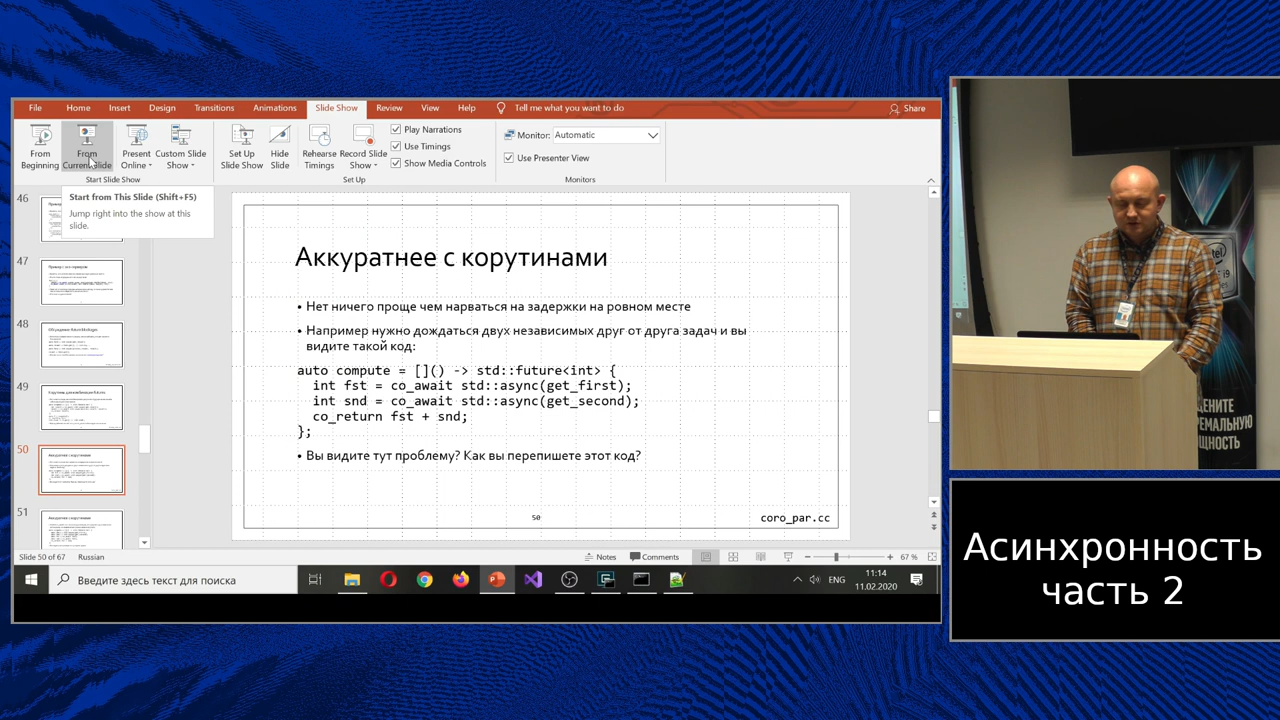 File Home Insert Design Transitions Animations Slide Show Review View Help Tell me what you want to do Share
From Beginning
From Current Slide
Present Online
Custom Slide Show
Set Up Slide Show
Hide Slide
Rehearse Timings
Record Slide Show
Play Narrations
Use Timings
Show Media Controls
Monitor: Automatic
Use Presenter View
Start Slide Show
Set Up
Monitors
Start from This Slide (Shift+F5)
Jump right into the show at this
slide.
46
47
48
49
50
51
Аккуратнее с корутинами
• Нет ничего проще чем нарваться на задержки на ровном месте
• Например нужно дождаться двух независимых друг от друга задач и вы
видите такой код:
auto compute = []() -> std::future<int> {
int fst = co_await std::async(get_first);
int snd = co_await std::async(get_second);
co_return fst + snd;
};
• Вы видите тут проблему? Как вы перепишете этот код?
50
coro_par.cc
Slide 50 of 67 Russian Notes Comments 67 %
Введите здесь текст для поиска
ENG
11:14
11.02.2020
intel
i9
ЦЕНИТЕ
РЕМАЛЬНУЮ
ЩНОСТЬ
Асинхронность
часть 2